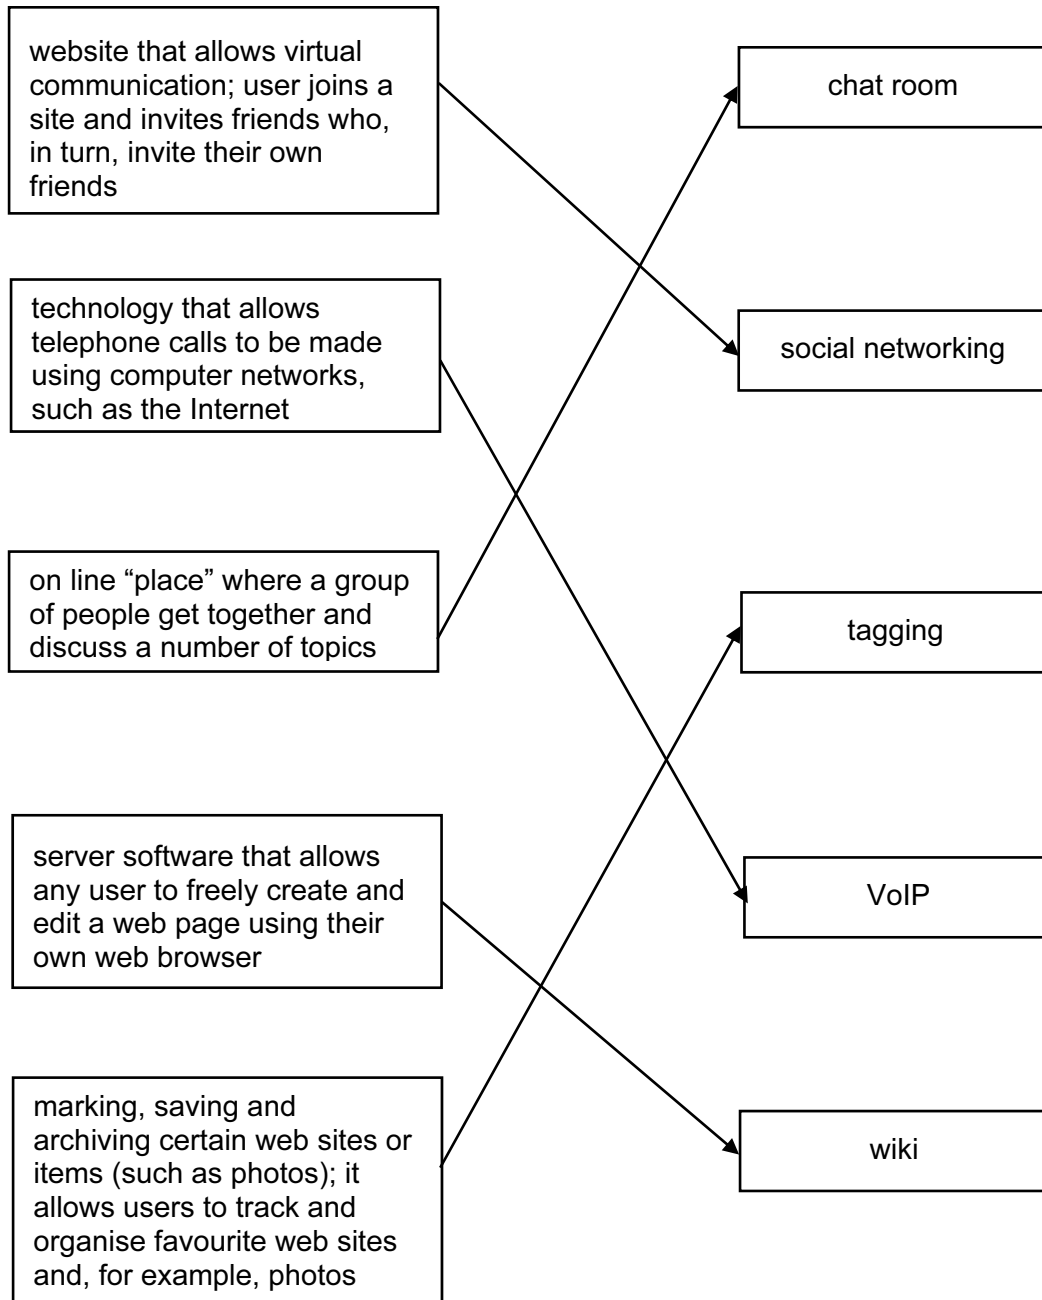 website that allows virtual
communication; user joins a
site and invites friends who,
in turn, invite their own
friends
chat room
technology that allows
telephone calls to be made
using computer networks,
such as the Internet
social networking
on line “place” where a group
of people get together and
discuss a number of topics
tagging
server software that allows
any user to freely create and
edit a web page using their
own web browser
VoIP
marking, saving and
archiving certain web sites or
items (such as photos); it
allows users to track and
organise favourite web sites
and, for example, photos
wiki